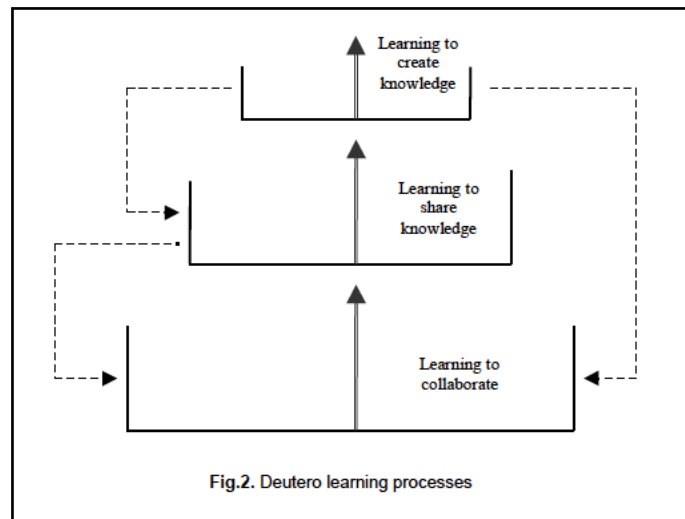 Learning to
create
knowledge
Learning to
share
knowledge
Learning to
collaborate
Fig.2. Deutero learning processes